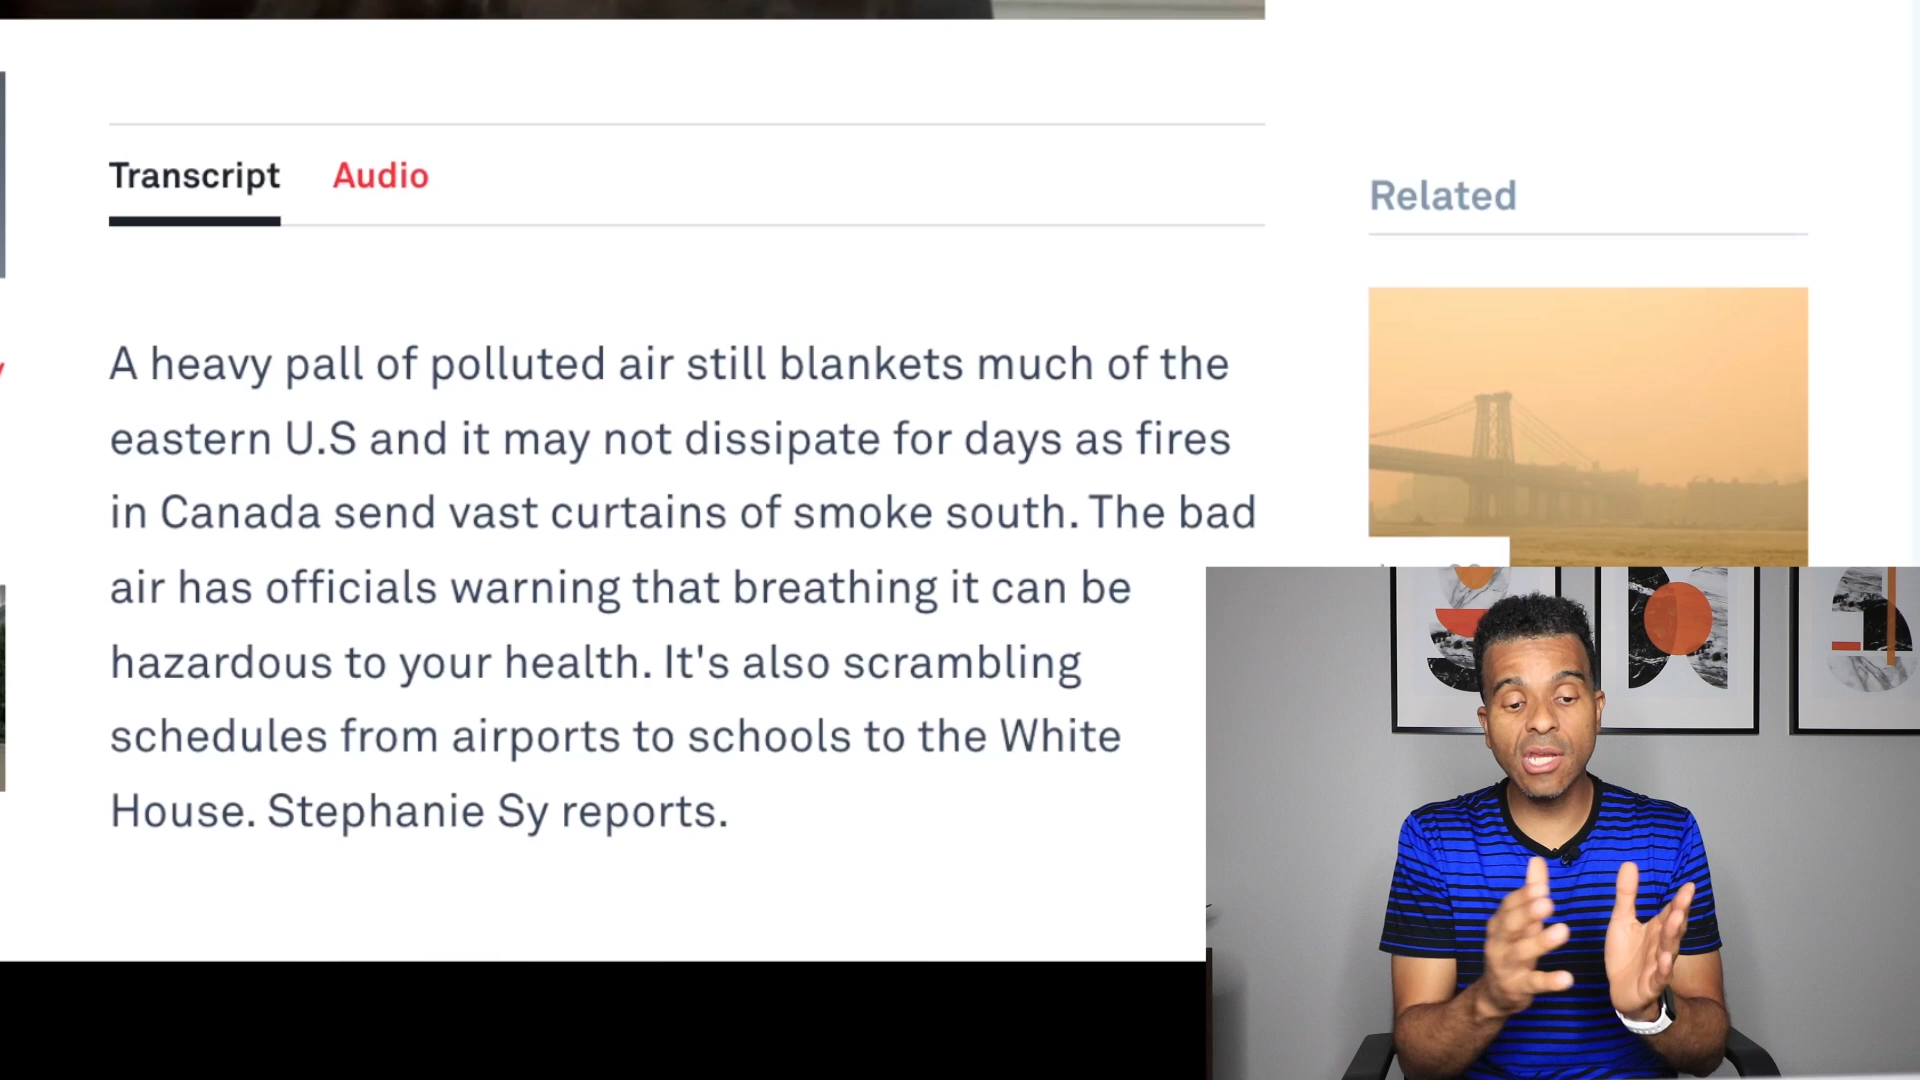 Transcript Audio
Related
A heavy pall of polluted air still blankets much of the
eastern U.S and it may not dissipate for days as fires
in Canada send vast curtains of smoke south. The bad
air has officials warning that breathing it can be
hazardous to your health. It's also scrambling
schedules from airports to schools to the White
House. Stephanie Sy reports.